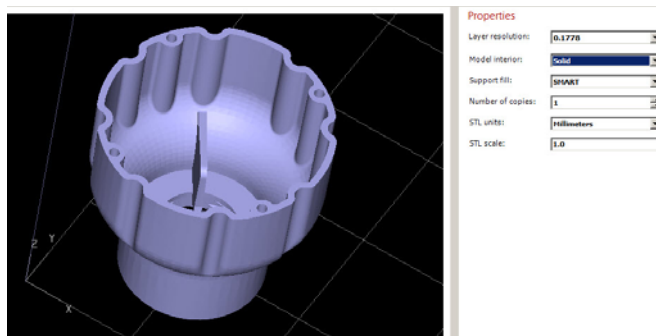 Properties
Layer resolution: 0.1778
Model interior: Solid
Support fill: SMART
Number of copies: 1
STL units: Millimeters
STL scale: 1.0
Z
Y
X